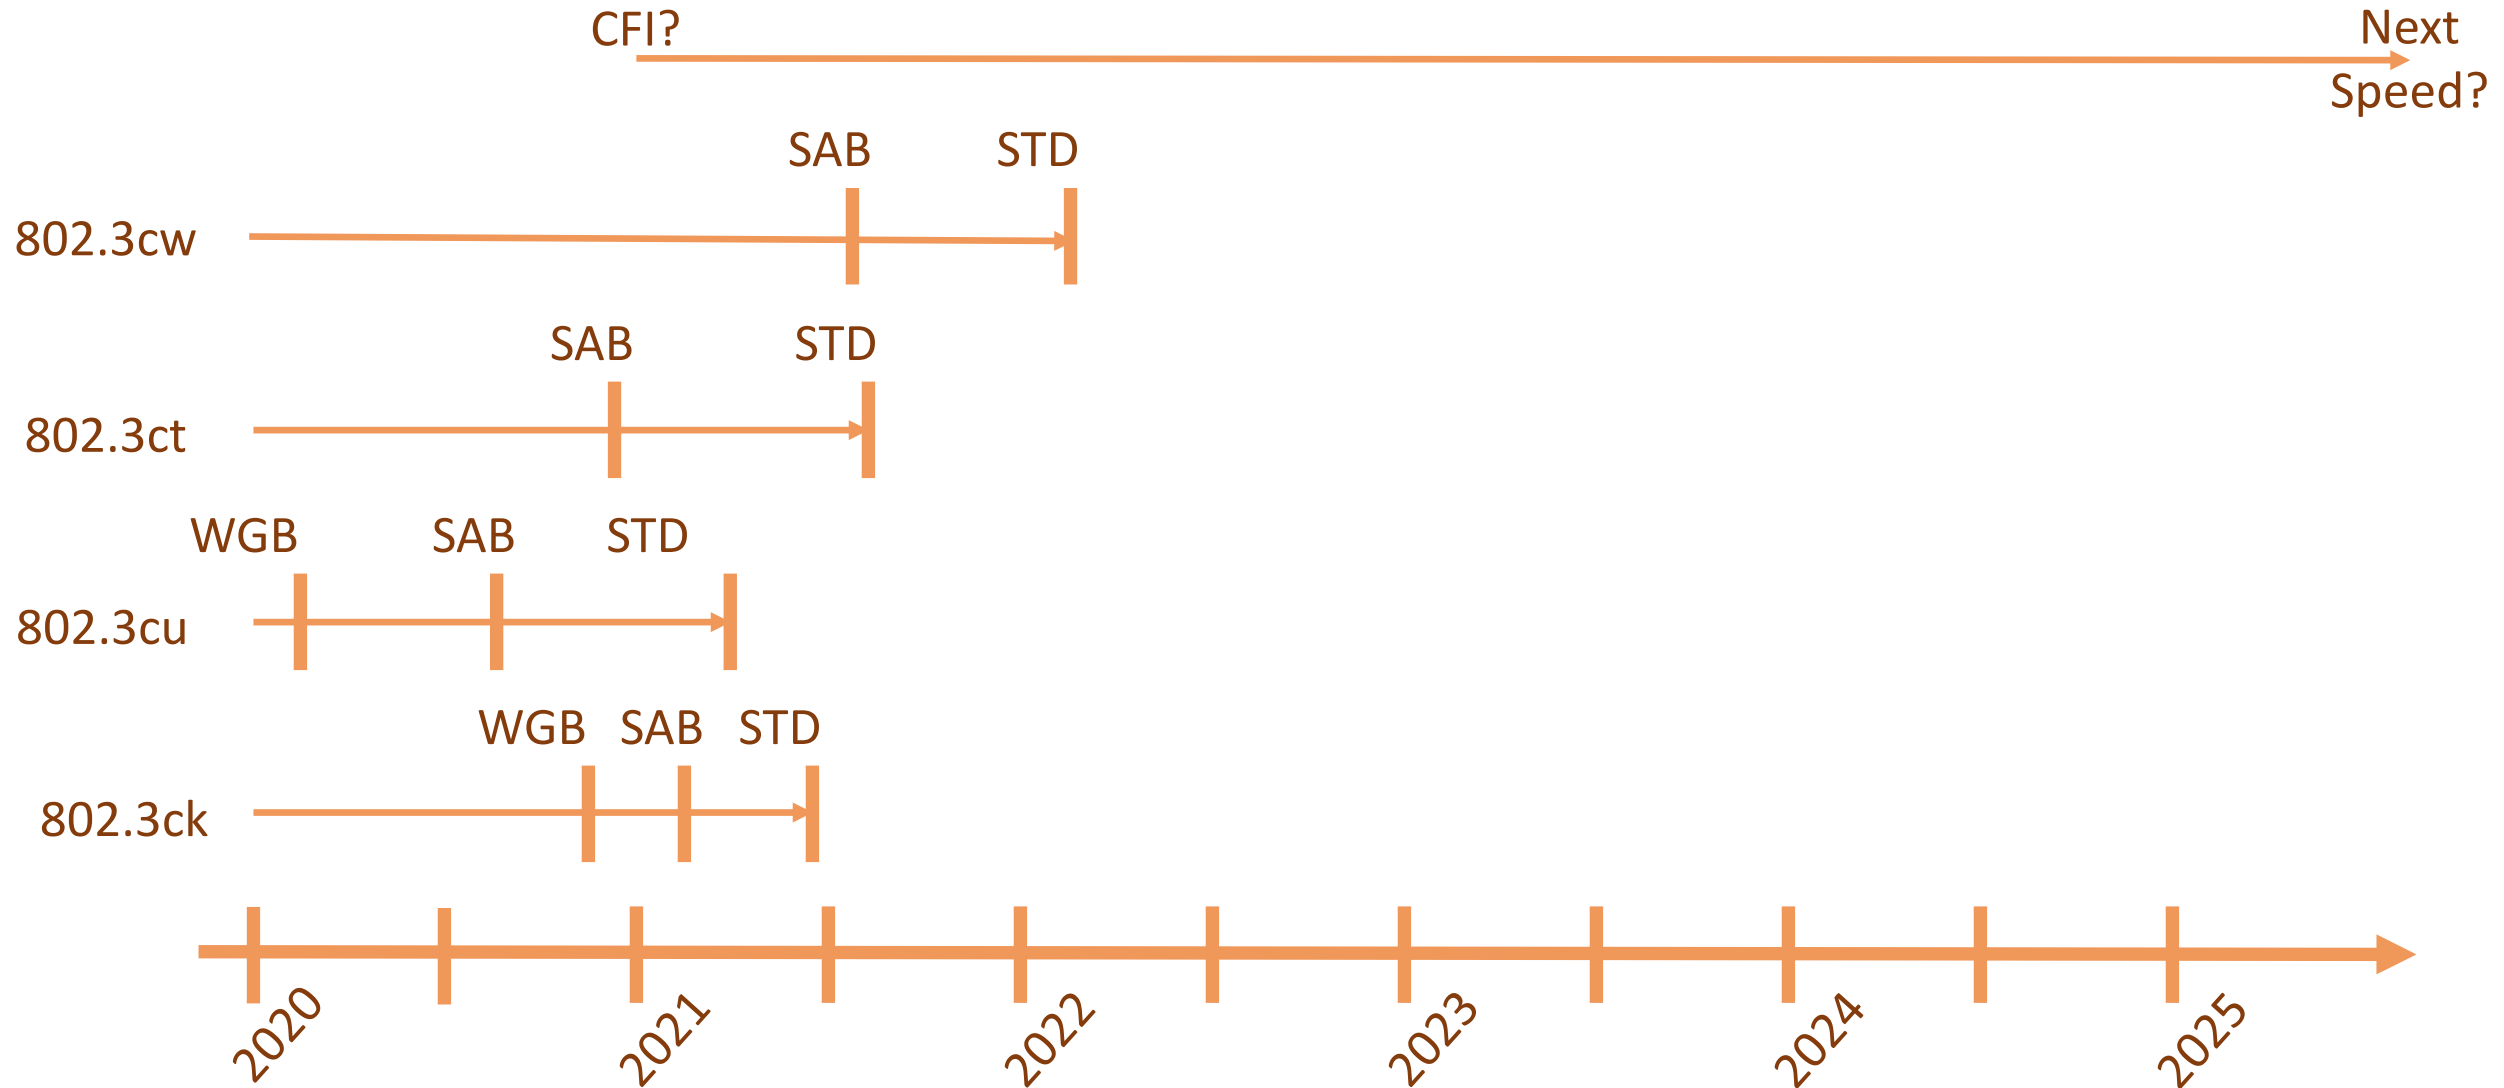 CFI?
Next
Speed?
SAB STD
802.3cw
SAB STD
802.3ct
WGB SAB STD
802.3cu
WGB SAB STD
802.3ck
2020 2021 2022 2023 2024 2025